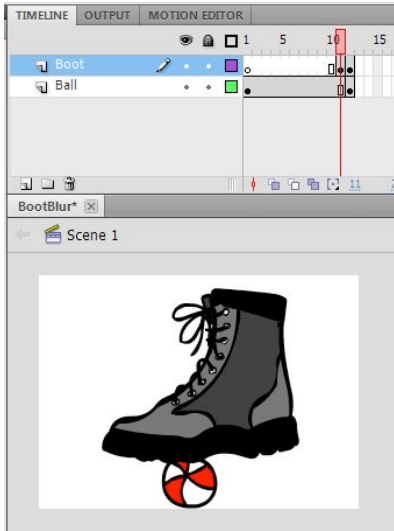 TIMELINE OUTPUT MOTION EDITOR
1 5 10 15
Boot
Ball
11
BootBlur*
Scene 1